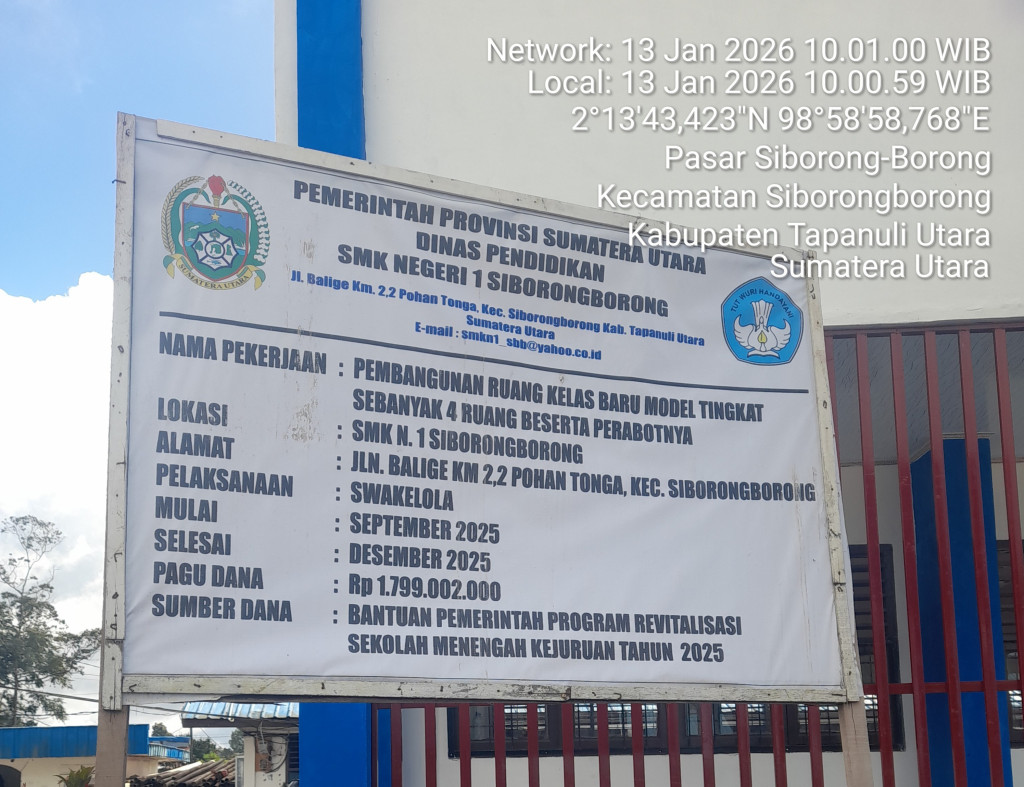 Network: 13 Jan 2026 10.01.00 WIB
Local: 13 Jan 2026 10.00.59 WIB
2°13'43,423"N 98°58'58,768"E
Pasar Siborong-Borong
Kecamatan Siborongborong
Kabupaten Tapanuli Utara
Sumatera Utara
PEMERINTAH PROVINSI SUMATERA UTARA
DINAS PENDIDIKAN
SMK NEGERI 1 SIBORONGBORONG
Jl. Balige Km. 2,2 Pohan Tonga, Kec. Siborongborong Kab. Tapanuli Utara
Sumatera Utara
E-mail : smkn1_sbb@yahoo.co.id
SUMATERA UTARA
TUT WURI HANDAYANI
NAMA PEKERJAAN : PEMBANGUNAN RUANG KELAS BARU MODEL TINGKAT
SEBANYAK 4 RUANG BESERTA PERABOTNYA
LOKASI : SMK N. 1 SIBORONGBORONG
ALAMAT : JLN. BALIGE KM 2,2 POHAN TONGA, KEC. SIBORONGBORONG
PELAKSANAAN : SWAKELOLA
MULAI : SEPTEMBER 2025
SELESAI : DESEMBER 2025
PAGU DANA : Rp 1.799.002.000
SUMBER DANA : BANTUAN PEMERINTAH PROGRAM REVITALISASI
SEKOLAH MENENGAH KEJURUAN TAHUN 2025